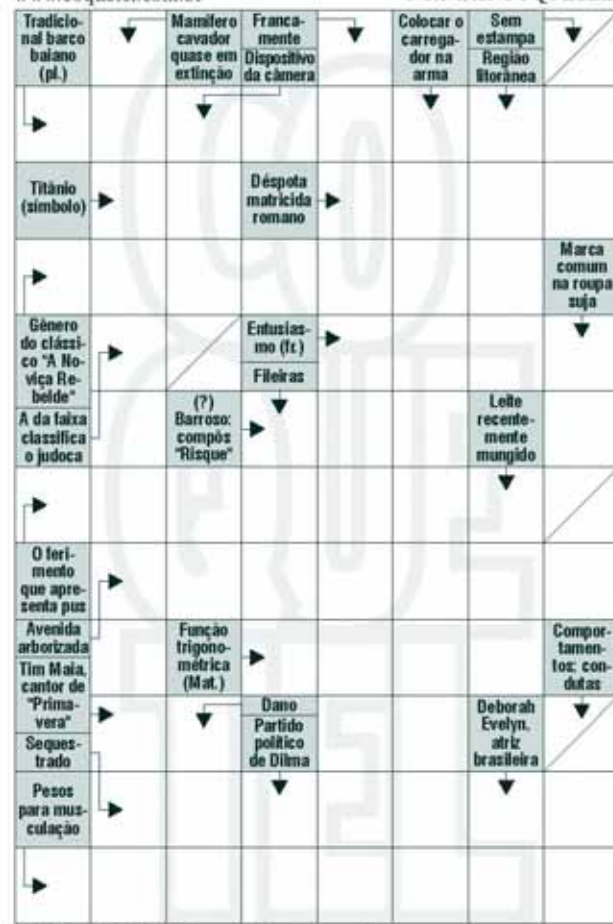 Tradicio-
nal barco
baiano
(pl.)
Mamífero
cavador
quase em
extinção
Franca-
mente
Dispositivo
da câmera
Colocar o
carrega-
dor na
arma
Sem
estampa
Região
litorânea
Titânio
(símbolo)
Déspota
matricida
romano
Marca
comum
na roupa
suja
Gênero
do clássi-
co "A No-
viça Re-
belde"
A da faixa
classifica
o judoca
Entusias-
mo (fr.)
Fileiras
(?)
Barroso:
compôs
"Risque"
Leite
recente-
mente
mungido
O feri-
mento
que apre-
senta pus
Avenida
arborizada
Tim Maia,
cantor de
"Prima-
vera"
Seques-
trado
Função
trigono-
métrica
(Mat.)
Compor-
tamen-
tos: con-
dutas
Dano
Partido
político
de Dilma
Deborah
Evelyn,
atriz
brasileira
Pesos
para mus-
culação